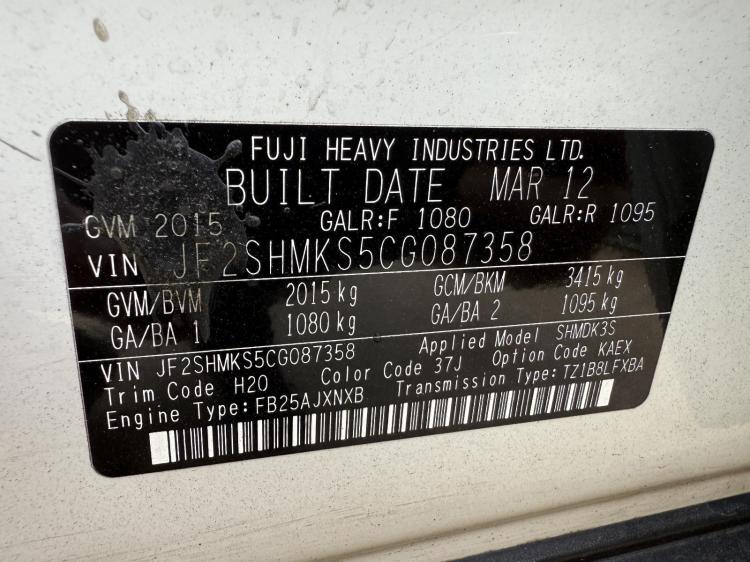 FUJI HEAVY INDUSTRIES LTD.
BUILT DATE MAR 12
GVM 2015 GALR:F 1080 GALR:R 1095
VIN JF2SHMKS5CG087358
GVM/BVM 2015 kg GCM/BKM 3415 kg
GA/BA 1 1080 kg GA/BA 2 1095 kg
VIN JF2SHMKS5CG087358 Applied Model SHMDK3S
Trim Code H20 Color Code 37J Option Code KAEX
Engine Type:FB25AJXNXB Transmission Type:TZ1B8LFXBA